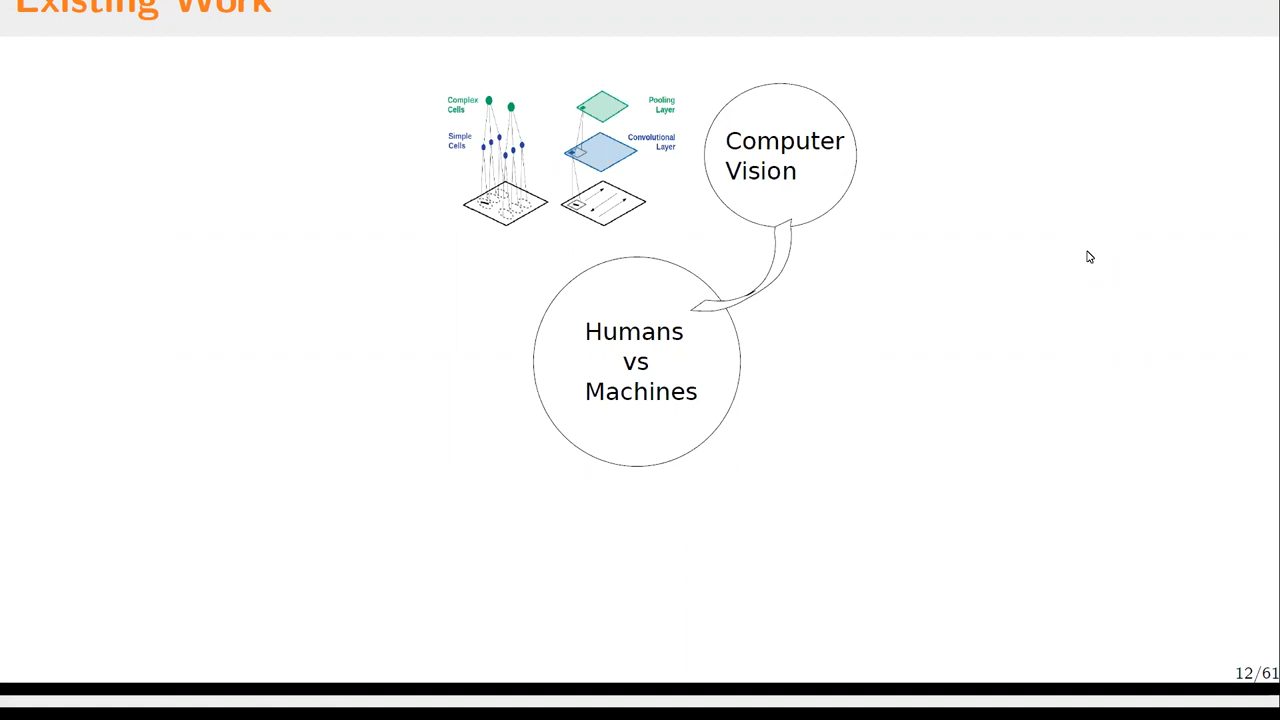 Existing Work
Complex
Cells
Simple
Cells
Pooling
Layer
Convolutional
Layer
Computer
Vision
Humans
vs
Machines
12/61